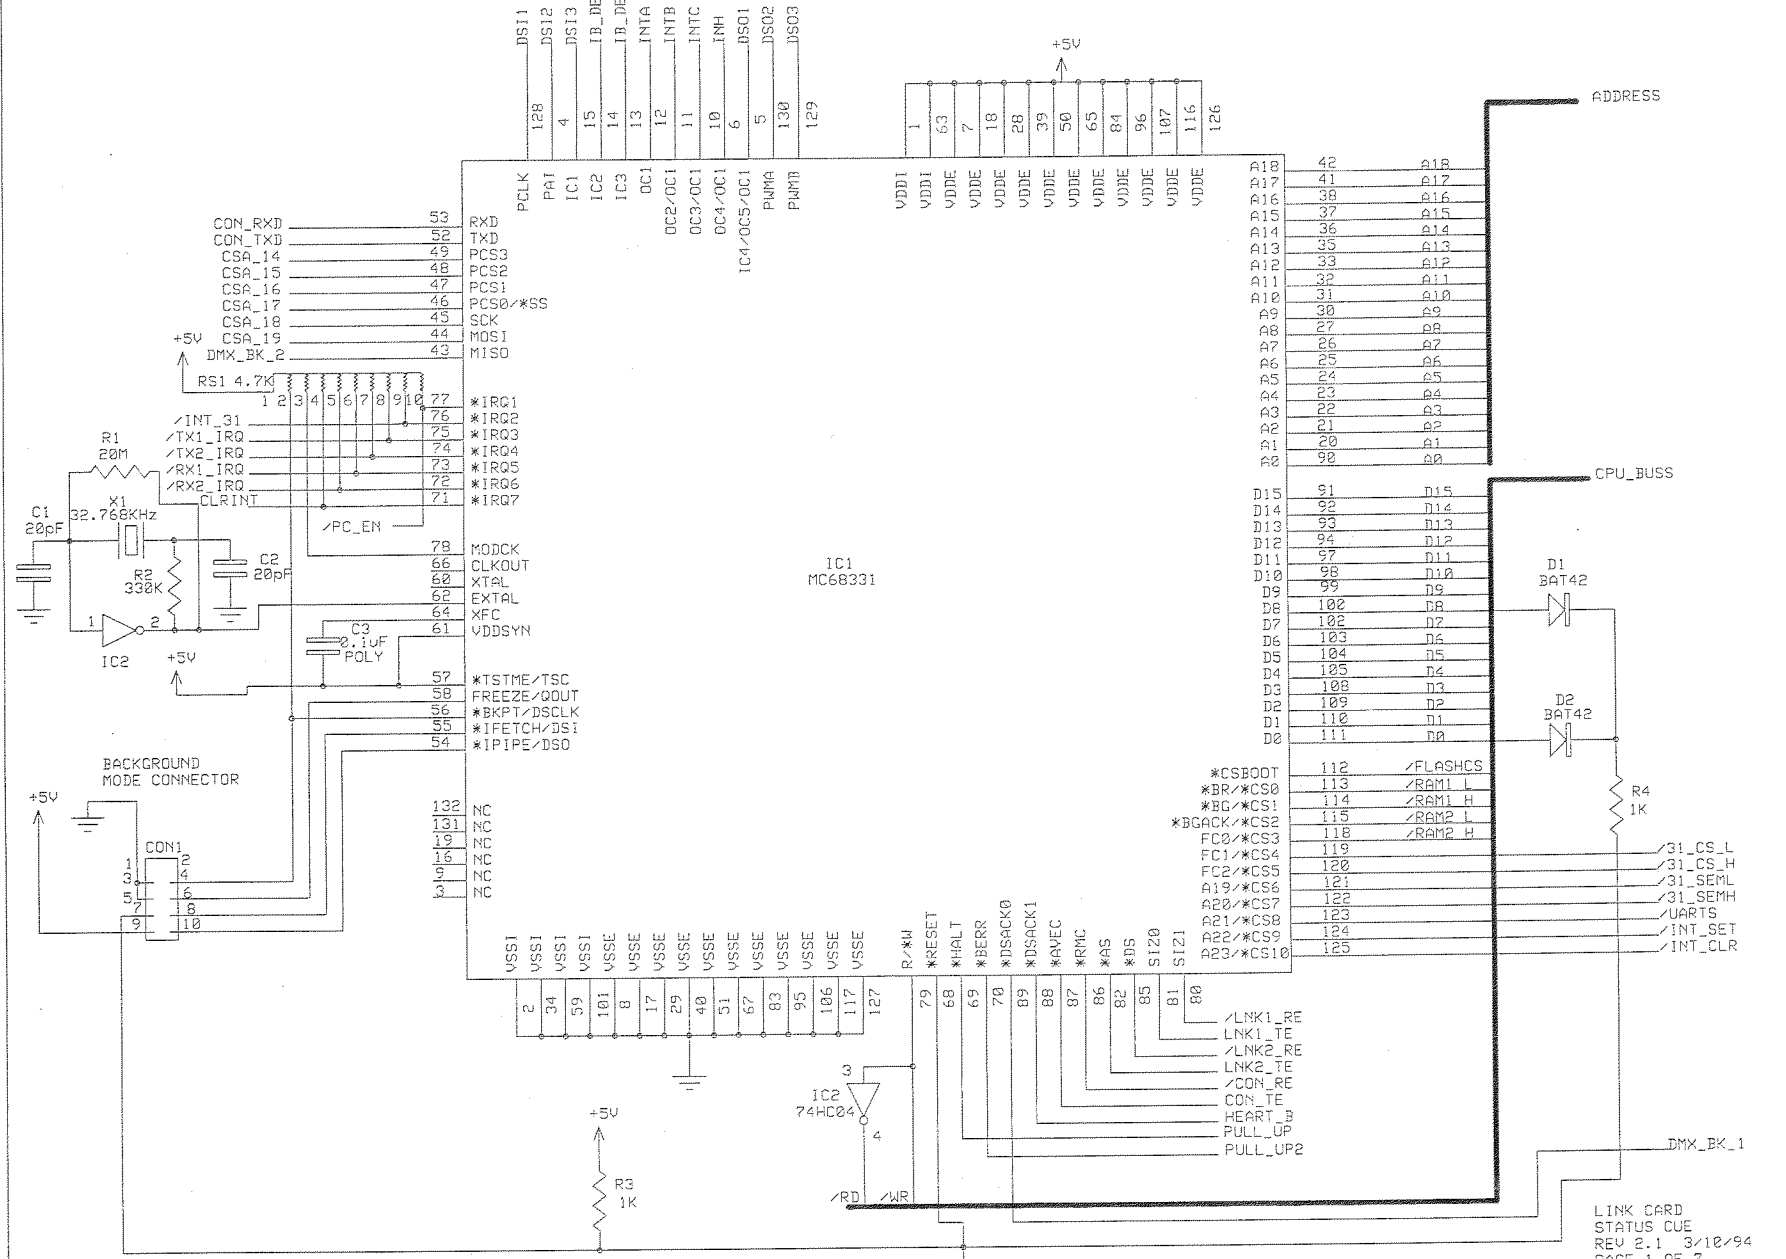 DSI1
DSI2
DSI3
INTA
INTB
INTC
INH
DSO1
DSO2
DSO3
128
4
15
14
13
12
11
10
6
5
130
129
PCLK
PAI
IC1
IC2
IC3
OC1
OC2/OC1
OC3/OC1
OC4/OC1
IC4/OC5/OC1
PWMA
PWMB
+5V
1
63
7
18
28
39
50
65
84
96
107
116
126
VDDI
VDDI
VDDE
VDDE
VDDE
VDDE
VDDE
VDDE
VDDE
VDDE
VDDE
VDDE
VDDE
ADDRESS
CON_RXD 53 RXD
CON_TXD 52 TXD
CSA_14 49 PCS3
CSA_15 48 PCS2
CSA_16 47 PCS1
CSA_17 46 PCS0/*SS
CSA_18 45 SCK
CSA_19 44 MOSI
DMX_BK_2 43 MISO
+5V
RS1 4.7K
1 2 3 4 5 6 7 8 9 10
77 *IRQ1
/INT_31 76 *IRQ2
/TX1_IRQ 75 *IRQ3
/TX2_IRQ 74 *IRQ4
/RX1_IRQ 73 *IRQ5
/RX2_IRQ 72 *IRQ6
CLRINT 71 *IRQ7
/PC_EN
78 MODCK
66 CLKOUT
60 XTAL
62 EXTAL
64 XFC
61 VDDSYN
57 *TSTME/TSC
58 FREEZE/QOUT
56 *BKPT/DSCLK
55 *IFETCH/DSI
54 *IPIPE/DSO
132 NC
131 NC
19 NC
16 NC
9 NC
3 NC
R1
20M
X1
32.768KHz
C1
20pF
C2
20pF
R2
330K
1
2
IC2
C3
0.1uF
POLY
+5V
BACKGROUND
MODE CONNECTOR
+5V
CON1
1 2
3 4
5 6
7 8
9 10
IC1
MC68331
A18 42 A18
A17 41 A17
A16 38 A16
A15 37 A15
A14 36 A14
A13 35 A13
A12 33 A12
A11 32 A11
A10 31 A10
A9 30 A9
A8 27 A8
A7 26 A7
A6 25 A6
A5 24 A5
A4 23 A4
A3 22 A3
A2 21 A2
A1 20 A1
A0 90 A0
CPU_BUSS
D15 91 D15
D14 92 D14
D13 93 D13
D12 94 D12
D11 97 D11
D10 98 D10
D9 99 D9
D8 100 D8
D7 102 D7
D6 103 D6
D5 104 D5
D4 105 D4
D3 108 D3
D2 109 D2
D1 110 D1
D0 111 D0
D1
BAT42
D2
BAT42
R4
1K
*CSBOOT 112 /FLASHCS
*BR/*CS0 113 /RAM1_L
*BG/*CS1 114 /RAM1_H
*BGACK/*CS2 115 /RAM2_L
FC0/*CS3 118 /RAM2_H
FC1/*CS4 119 /31_CS_L
FC2/*CS5 120 /31_CS_H
A19/*CS6 121 /31_SEML
A20/*CS7 122 /31_SEMH
A21/*CS8 123 /UARTS
A22/*CS9 124 /INT_SET
A23/*CS10 125 /INT_CLR
VSSI
VSSI
VSSI
VSSI
VSSE
VSSE
VSSE
VSSE
VSSE
VSSE
VSSE
VSSE
VSSE
VSSE
VSSE
2
34
59
101
8
17
29
40
51
67
83
95
106
117
127
R/*W
*RESET
*HALT
*BERR
*DSACK0
*DSACK1
*AVEC
*RMC
*AS
*DS
SIZ0
SIZ1
79
68
69
70
89
88
87
86
82
85
81
80
/LNK1_RE
LNK1_TE
/LNK2_RE
LNK2_TE
/CON_RE
CON_TE
HEART_B
PULL_UP
PULL_UP2
3
IC2
74HC04
4
/RD /WR
+5V
R3
1K
DMX_BK_1
LINK CARD
STATUS CUE
REV 2.1 3/10/94